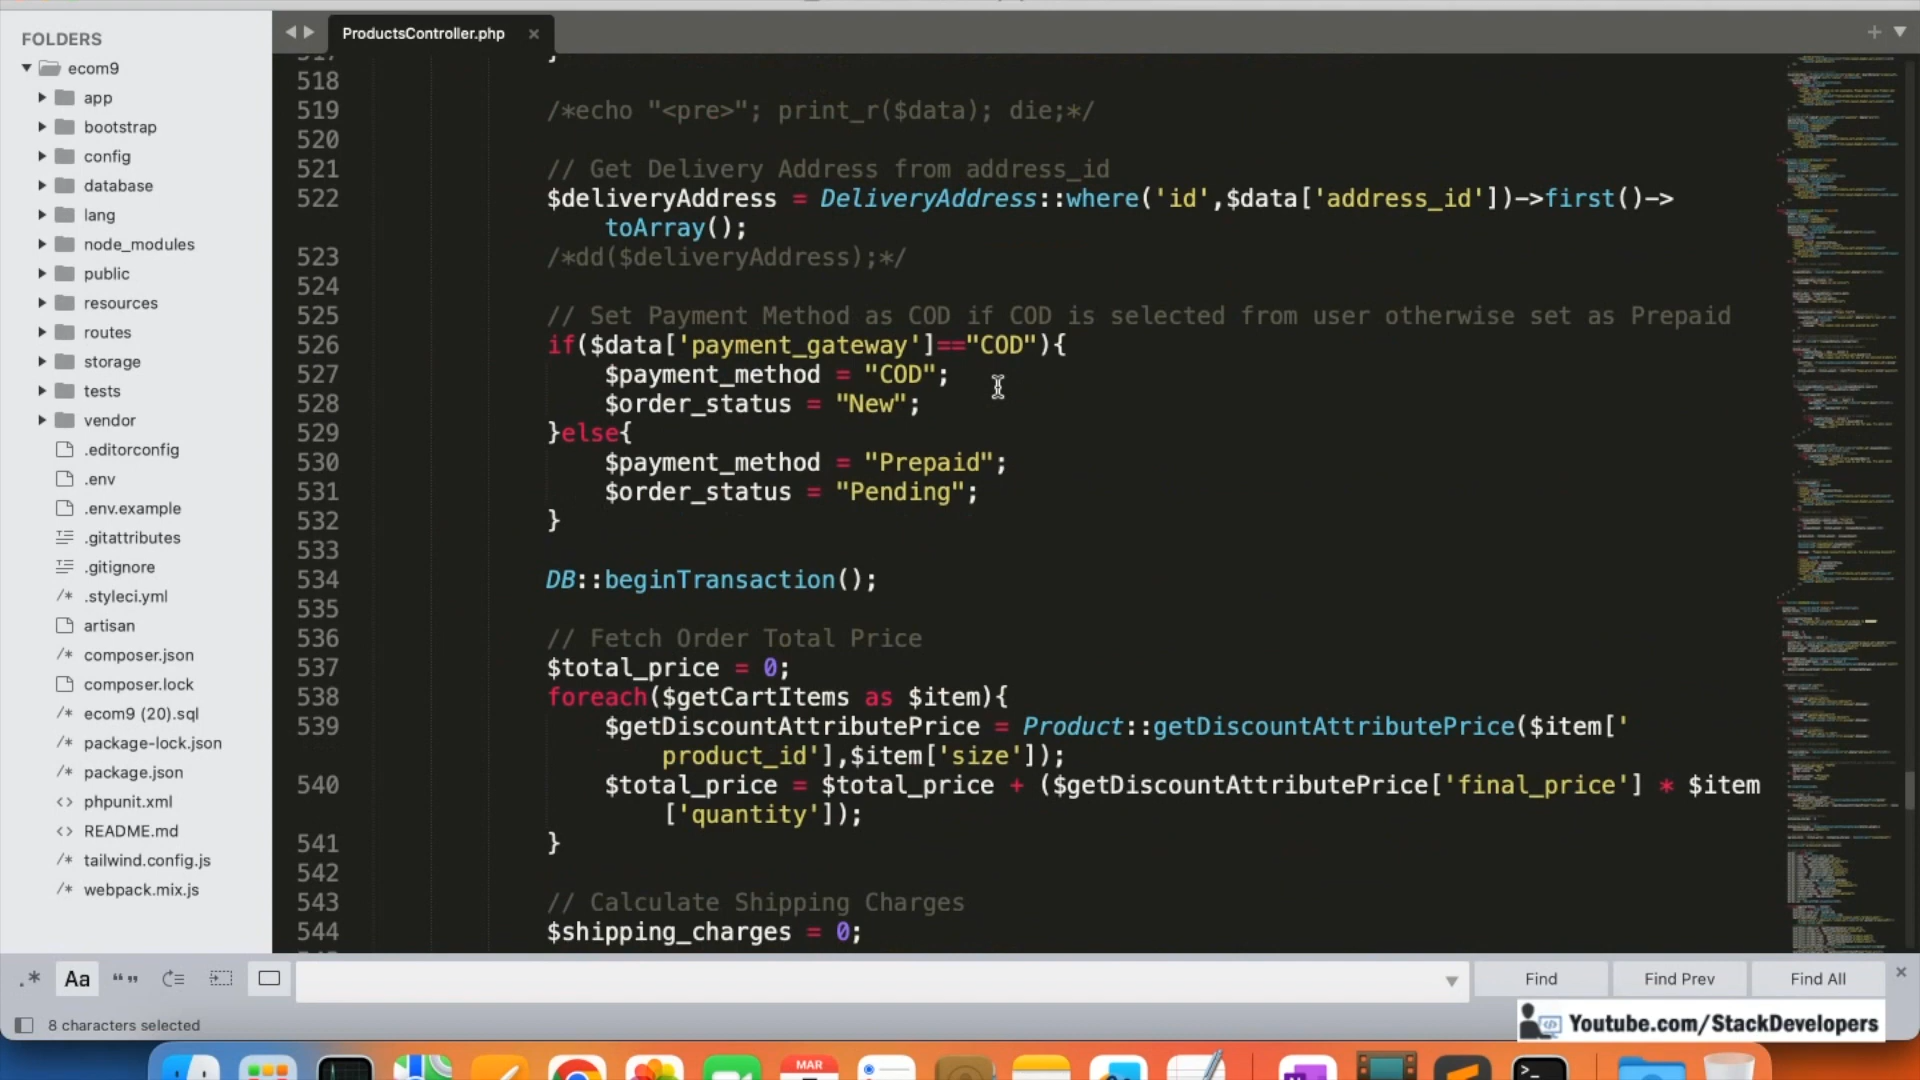 FOLDERS
ecom9
app
bootstrap
config
database
lang
node_modules
public
resources
routes
storage
tests
vendor
.editorconfig
.env
.env.example
.gitattributes
.gitignore
.styleci.yml
artisan
composer.json
composer.lock
ecom9 (20).sql
package-lock.json
package.json
phpunit.xml
README.md
tailwind.config.js
webpack.mix.js
ProductsController.php
518
519 /*echo "<pre>"; print_r($data); die;*/
520
521 // Get Delivery Address from address_id
522 $deliveryAddress = DeliveryAddress::where('id',$data['address_id'])->first()->
toArray();
523 /*dd($deliveryAddress);*/
524
525 // Set Payment Method as COD if COD is selected from user otherwise set as Prepaid
526 if($data['payment_gateway']=="COD"){
527 $payment_method = "COD";
528 $order_status = "New";
529 }else{
530 $payment_method = "Prepaid";
531 $order_status = "Pending";
532 }
533
534 DB::beginTransaction();
535
536 // Fetch Order Total Price
537 $total_price = 0;
538 foreach($getCartItems as $item){
539 $getDiscountAttributePrice = Product::getDiscountAttributePrice($item['
product_id'],$item['size']);
540 $total_price = $total_price + ($getDiscountAttributePrice['final_price'] * $item
['quantity']);
541 }
542
543 // Calculate Shipping Charges
544 $shipping_charges = 0;
Aa
Find
Find Prev
Find All
8 characters selected
Youtube.com/StackDevelopers
MAR